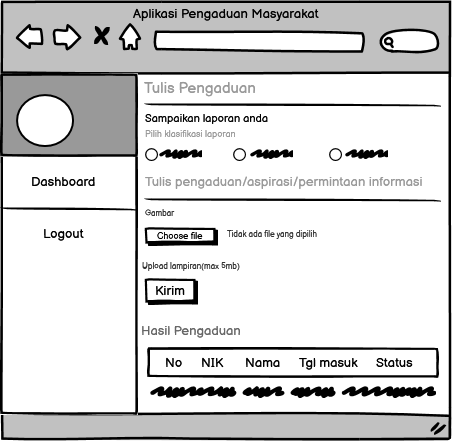 Aplikasi Pengaduan Masyarakat
Dashboard
Logout
Tulis Pengaduan
Sampaikan laporan anda
Pilih klasifikasi laporan
Tulis pengaduan/aspirasi/permintaan informasi
Gambar
Choose file Tidak ada file yang dipilih
Upload lampiran(max 5mb)
Kirim
Hasil Pengaduan
No NIK Nama Tgl masuk Status